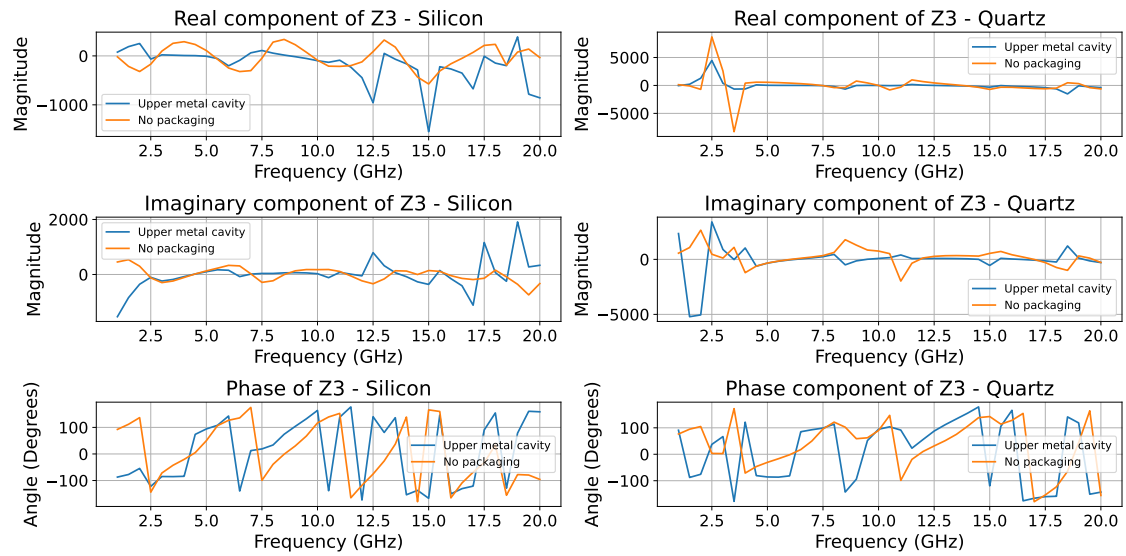 Real component of Z3 - Silicon
Magnitude
0
−1000
Upper metal cavity
No packaging
2.5 5.0 7.5 10.0 12.5 15.0 17.5 20.0
Frequency (GHz)
Real component of Z3 - Quartz
Magnitude
5000
0
−5000
Upper metal cavity
No packaging
2.5 5.0 7.5 10.0 12.5 15.0 17.5 20.0
Frequency (GHz)
Imaginary component of Z3 - Silicon
Magnitude
2000
0
Upper metal cavity
No packaging
2.5 5.0 7.5 10.0 12.5 15.0 17.5 20.0
Frequency (GHz)
Imaginary component of Z3 - Quartz
Magnitude
0
−5000
Upper metal cavity
No packaging
2.5 5.0 7.5 10.0 12.5 15.0 17.5 20.0
Frequency (GHz)
Phase of Z3 - Silicon
Angle (Degrees)
100
0
−100
Upper metal cavity
No packaging
2.5 5.0 7.5 10.0 12.5 15.0 17.5 20.0
Frequency (GHz)
Phase component of Z3 - Quartz
Angle (Degrees)
100
0
−100
Upper metal cavity
No packaging
2.5 5.0 7.5 10.0 12.5 15.0 17.5 20.0
Frequency (GHz)